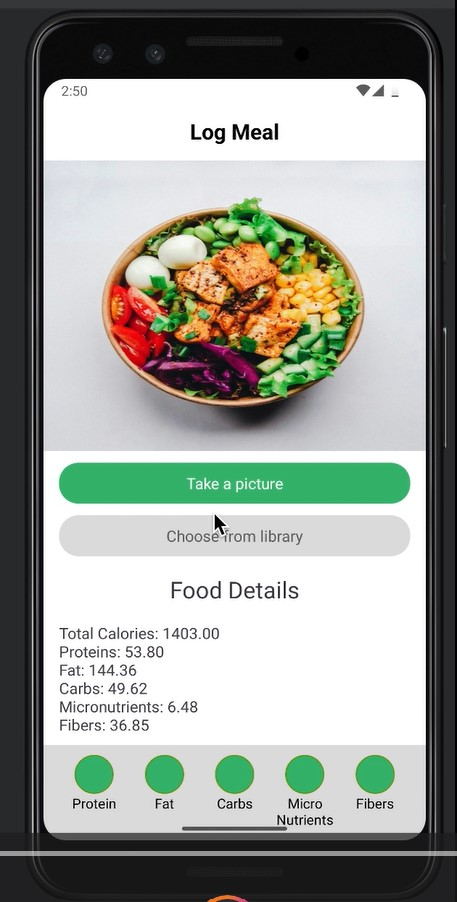 2:50
Log Meal
Take a picture
Choose from library
Food Details
Total Calories: 1403.00
Proteins: 53.80
Fat: 144.36
Carbs: 49.62
Micronutrients: 6.48
Fibers: 36.85
Protein
Fat
Carbs
Micro
Nutrients
Fibers